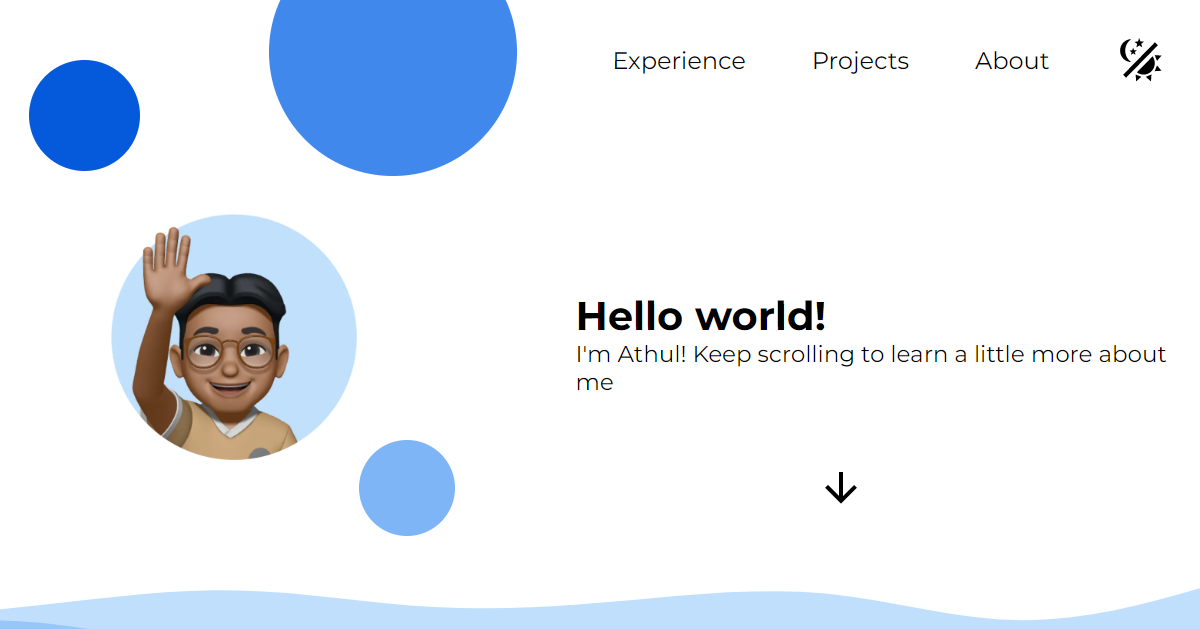 Experience Projects About
Hello world!
I'm Athul! Keep scrolling to learn a little more about
me